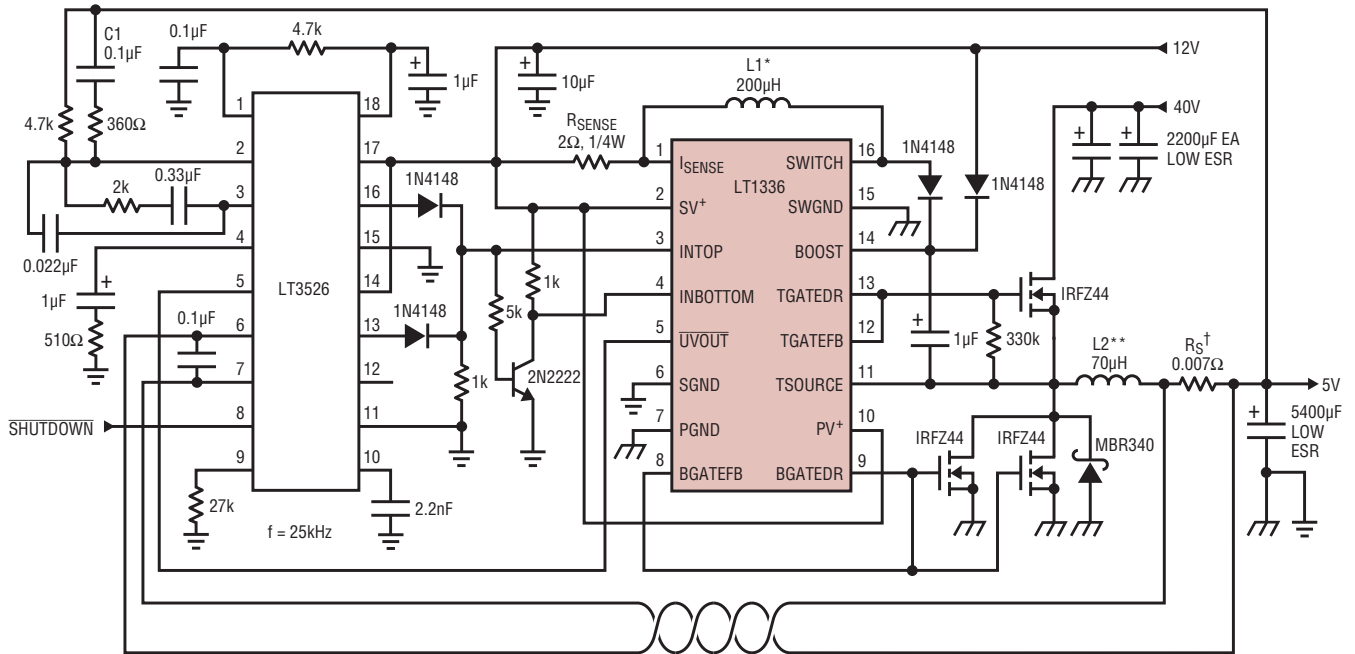 C1
0.1µF
0.1µF
4.7k
1µF
10µF
12V
L1*
200µH
40V
2200µF EA
LOW ESR
4.7k
360Ω
1
18
RSENSE
2Ω, 1/4W
2
17
1
ISENSE
SWITCH
16
1N4148
1N4148
LT1336
2k
0.33µF
3
16
1N4148
2
SV+
SWGND
15
0.022µF
4
15
3
INTOP
BOOST
14
1µF
5
LT3526
14
1k
5k
4
INBOTTOM
TGATEDR
13
IRFZ44
510Ω
0.1µF
6
13
1N4148
5
UVOUT
TGATEFB
12
1µF
330k
L2**
70µH
RS†
0.007Ω
7
12
1k
2N2222
6
SGND
TSOURCE
11
5V
SHUTDOWN
8
11
7
PGND
PV+
10
IRFZ44
IRFZ44
MBR340
5400µF
LOW
ESR
9
10
8
BGATEFB
BGATEDR
9
27k
f = 25kHz
2.2nF